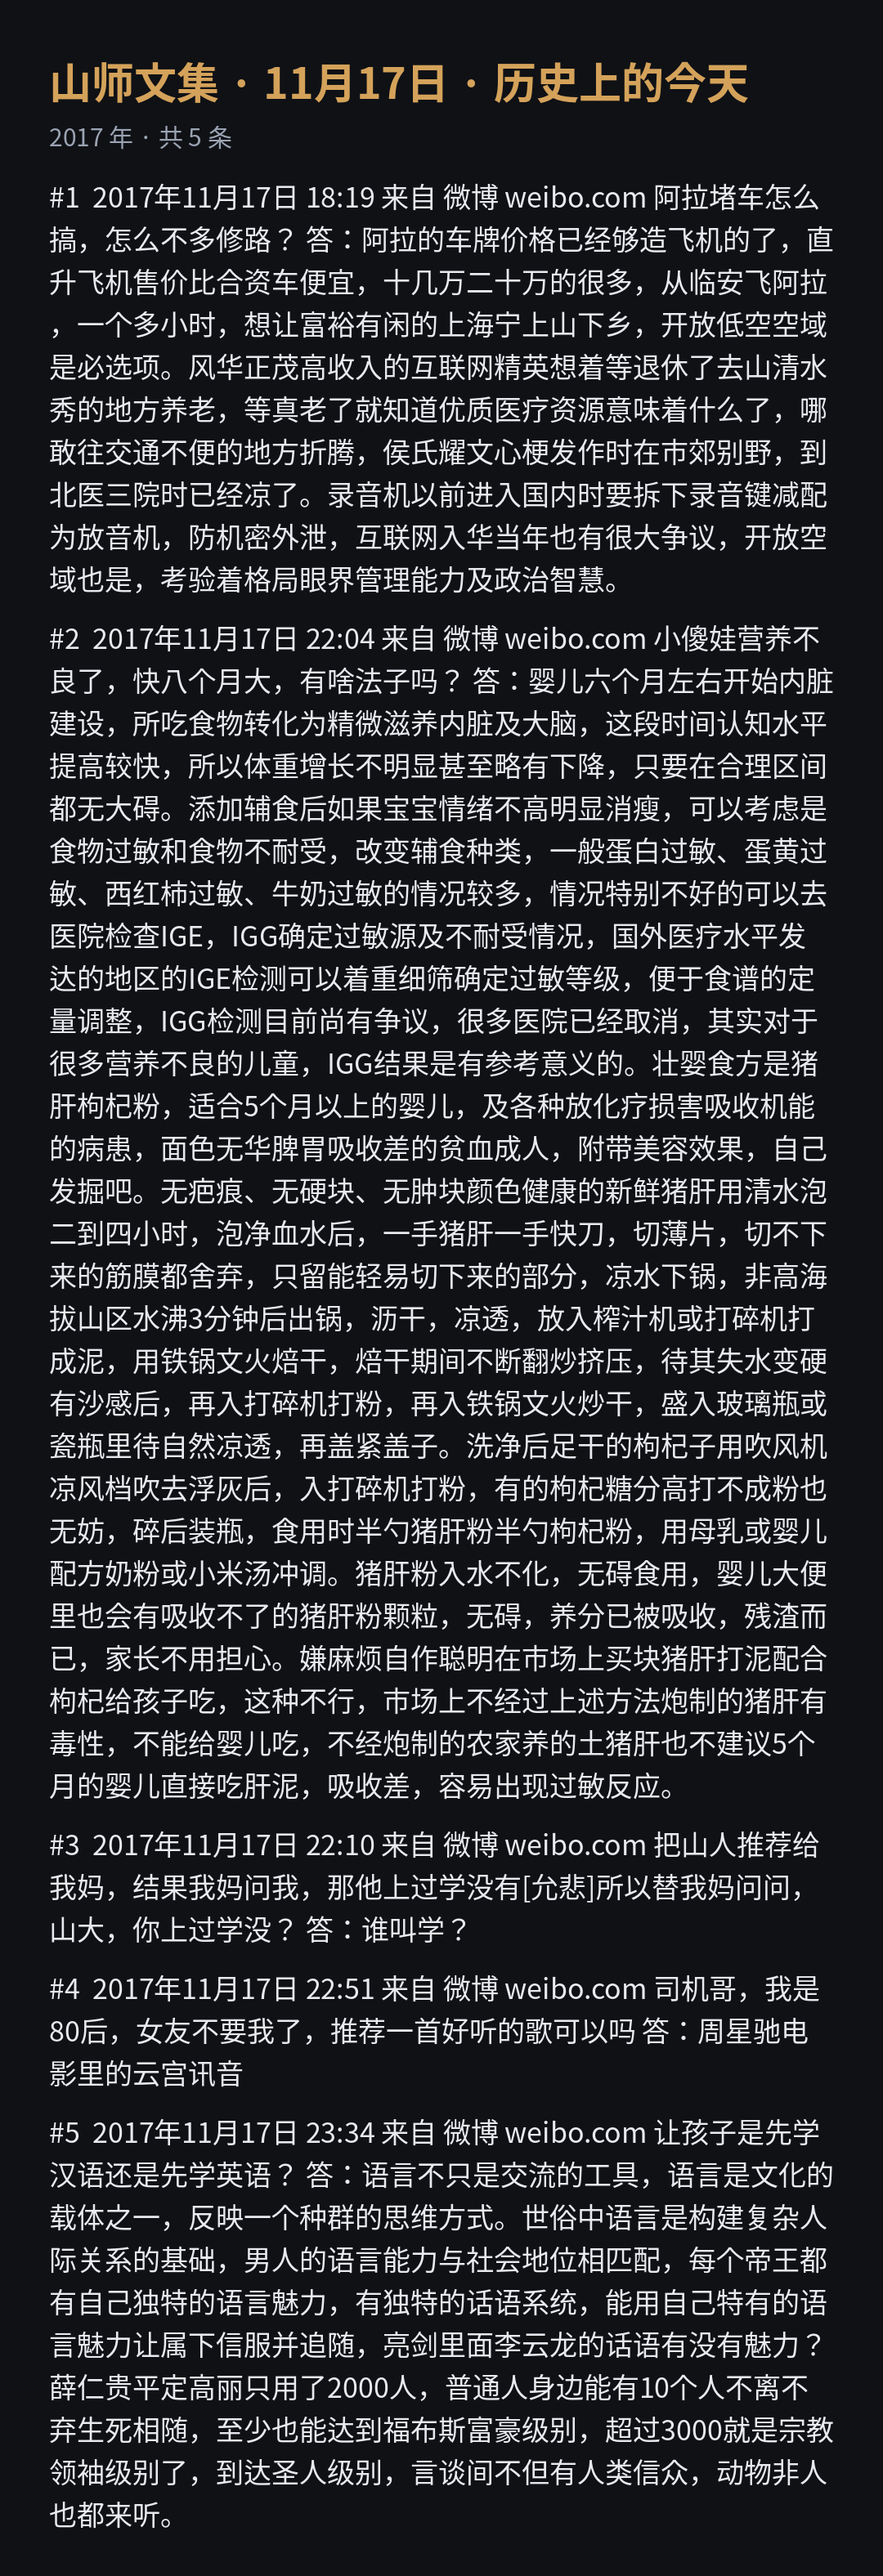 山师文集 · 11月17日 · 历史上的今天
2017 年 · 共 5 条
#1 2017年11月17日 18:19 来自 微博 weibo.com 阿拉堵车怎么
搞，怎么不多修路？ 答：阿拉的车牌价格已经够造飞机的了，直
升飞机售价比合资车便宜，十几万二十万的很多，从临安飞阿拉
，一个多小时，想让富裕有闲的上海宁上山下乡，开放低空空域
是必选项。风华正茂高收入的互联网精英想着等退休了去山清水
秀的地方养老，等真老了就知道优质医疗资源意味着什么了，哪
敢往交通不便的地方折腾，侯氏耀文心梗发作时在市郊别野，到
北医三院时已经凉了。录音机以前进入国内时要拆下录音键减配
为放音机，防机密外泄，互联网入华当年也有很大争议，开放空
域也是，考验着格局眼界管理能力及政治智慧。
#2 2017年11月17日 22:04 来自 微博 weibo.com 小傻娃营养不
良了，快八个月大，有啥法子吗？ 答：婴儿六个月左右开始内脏
建设，所吃食物转化为精微滋养内脏及大脑，这段时间认知水平
提高较快，所以体重增长不明显甚至略有下降，只要在合理区间
都无大碍。添加辅食后如果宝宝情绪不高明显消瘦，可以考虑是
食物过敏和食物不耐受，改变辅食种类，一般蛋白过敏、蛋黄过
敏、西红柿过敏、牛奶过敏的情况较多，情况特别不好的可以去
医院检查IGE，IGG确定过敏源及不耐受情况，国外医疗水平发
达的地区的IGE检测可以着重细筛确定过敏等级，便于食谱的定
量调整，IGG检测目前尚有争议，很多医院已经取消，其实对于
很多营养不良的儿童，IGG结果是有参考意义的。壮婴食方是猪
肝枸杞粉，适合5个月以上的婴儿，及各种放化疗损害吸收机能
的病患，面色无华脾胃吸收差的贫血成人，附带美容效果，自己
发掘吧。无疤痕、无硬块、无肿块颜色健康的新鲜猪肝用清水泡
二到四小时，泡净血水后，一手猪肝一手快刀，切薄片，切不下
来的筋膜都舍弃，只留能轻易切下来的部分，凉水下锅，非高海
拔山区水沸3分钟后出锅，沥干，凉透，放入榨汁机或打碎机打
成泥，用铁锅文火焙干，焙干期间不断翻炒挤压，待其失水变硬
有沙感后，再入打碎机打粉，再入铁锅文火炒干，盛入玻璃瓶或
瓷瓶里待自然凉透，再盖紧盖子。洗净后足干的枸杞子用吹风机
凉风档吹去浮灰后，入打碎机打粉，有的枸杞糖分高打不成粉也
无妨，碎后装瓶，食用时半勺猪肝粉半勺枸杞粉，用母乳或婴儿
配方奶粉或小米汤冲调。猪肝粉入水不化，无碍食用，婴儿大便
里也会有吸收不了的猪肝粉颗粒，无碍，养分已被吸收，残渣而
已，家长不用担心。嫌麻烦自作聪明在市场上买块猪肝打泥配合
枸杞给孩子吃，这种不行，市场上不经过上述方法炮制的猪肝有
毒性，不能给婴儿吃，不经炮制的农家养的土猪肝也不建议5个
月的婴儿直接吃肝泥，吸收差，容易出现过敏反应。
#3 2017年11月17日 22:10 来自 微博 weibo.com 把山人推荐给
我妈，结果我妈问我，那他上过学没有[允悲]所以替我妈问问，
山大，你上过学没？ 答：谁叫学？
#4 2017年11月17日 22:51 来自 微博 weibo.com 司机哥，我是
80后，女友不要我了，推荐一首好听的歌可以吗 答：周星驰电
影里的云宫讯音
#5 2017年11月17日 23:34 来自 微博 weibo.com 让孩子是先学
汉语还是先学英语？ 答：语言不只是交流的工具，语言是文化的
载体之一，反映一个种群的思维方式。世俗中语言是构建复杂人
际关系的基础，男人的语言能力与社会地位相匹配，每个帝王都
有自己独特的语言魅力，有独特的话语系统，能用自己特有的语
言魅力让属下信服并追随，亮剑里面李云龙的话语有没有魅力？
薛仁贵平定高丽只用了2000人，普通人身边能有10个人不离不
弃生死相随，至少也能达到福布斯富豪级别，超过3000就是宗教
领袖级别了，到达圣人级别，言谈间不但有人类信众，动物非人
也都来听。